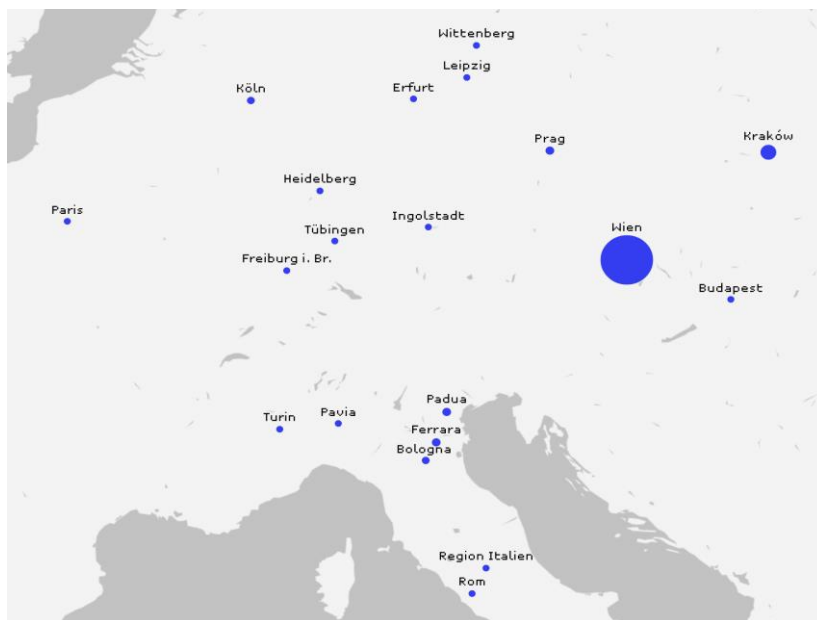 Wittenberg
Leipzig
Köln
Erfurt
Prag
Kraków
Heidelberg
Paris
Ingolstadt
Tübingen
Wien
Freiburg i. Br.
Budapest
Padua
Turin
Pavia
Ferrara
Bologna
Region Italien
Rom